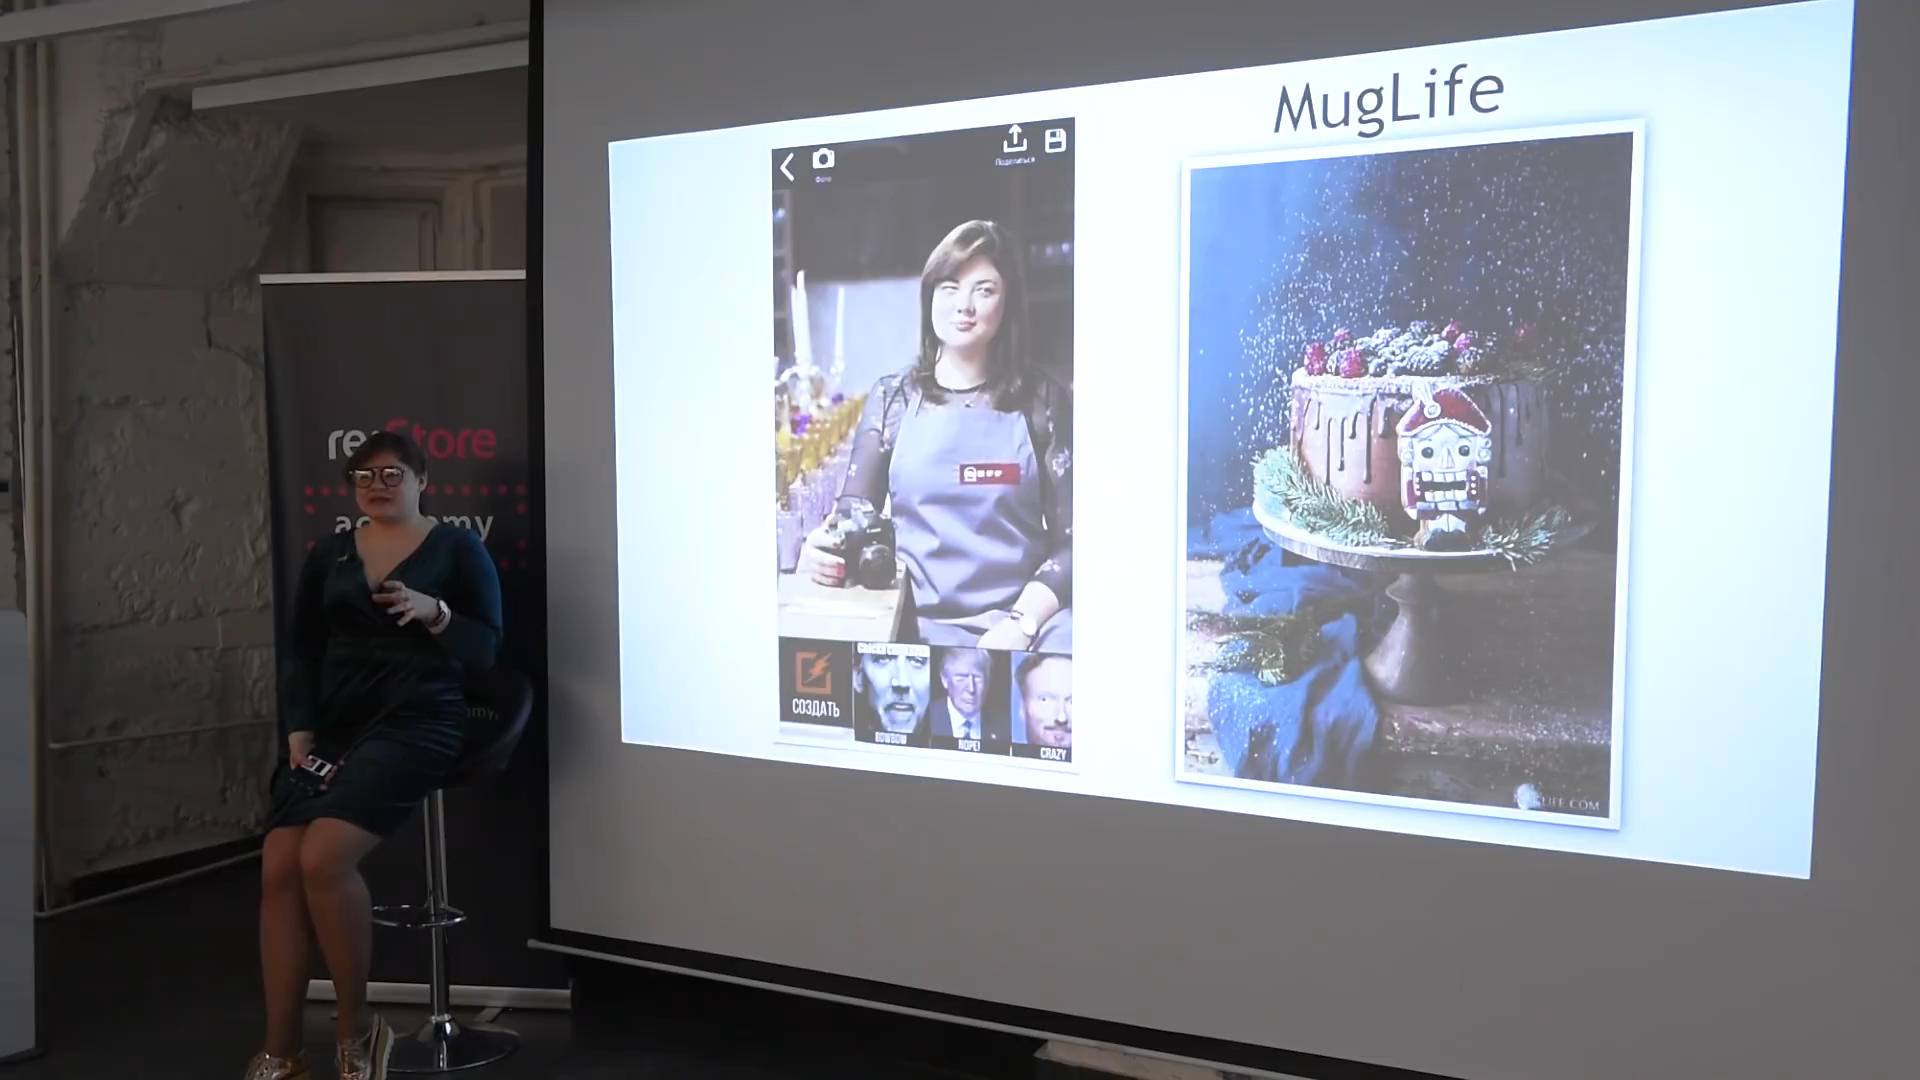 MugLife
Фото
Поделиться
СОЗДАТЬ
NOPE!
CRAZY
LIFE.COM
re:Store
academy